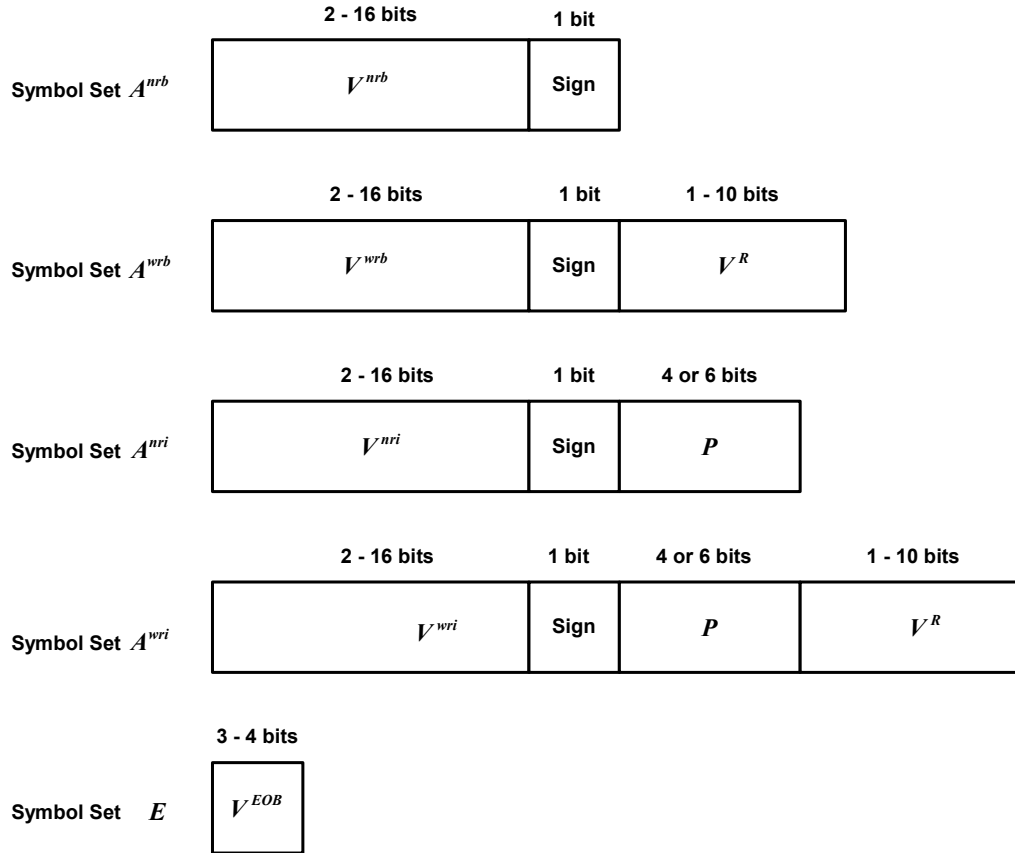 2 - 16 bits 1 bit
Symbol Set A^nrb V^nrb Sign
2 - 16 bits 1 bit 1 - 10 bits
Symbol Set A^wrb V^wrb Sign V^R
2 - 16 bits 1 bit 4 or 6 bits
Symbol Set A^nri V^nri Sign P
2 - 16 bits 1 bit 4 or 6 bits 1 - 10 bits
Symbol Set A^wri V^wri Sign P V^R
3 - 4 bits
Symbol Set E V^EOB